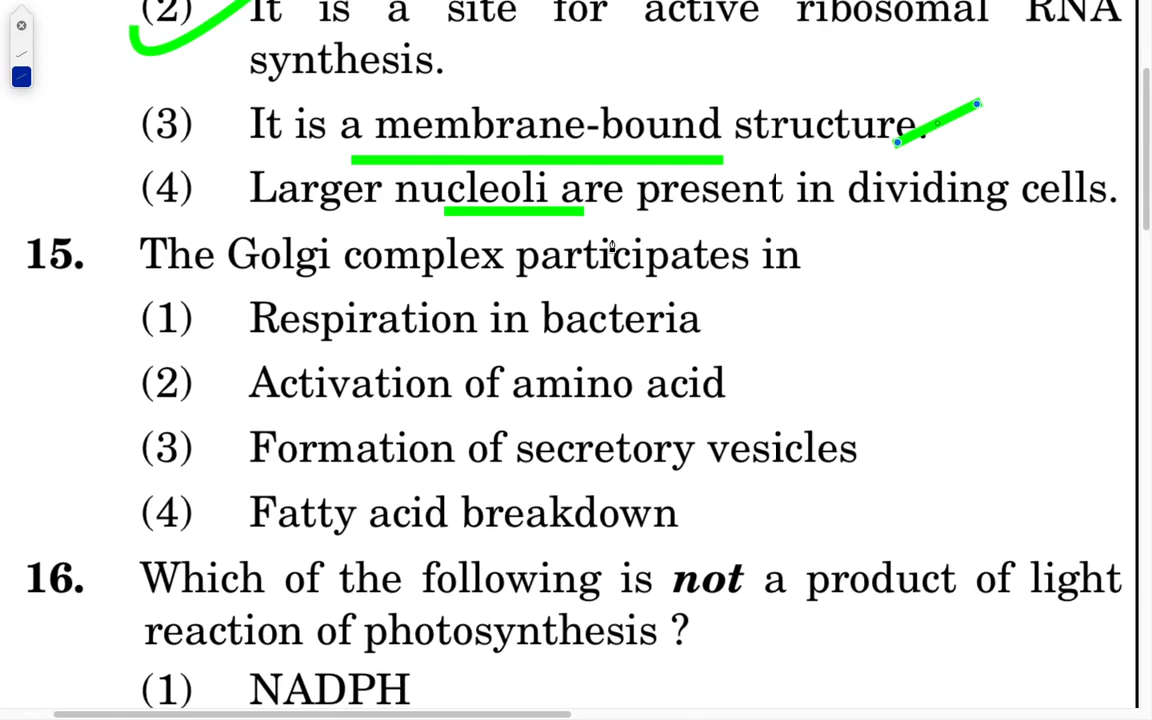 (2) It is a site for active ribosomal RNA
synthesis.
(3) It is a membrane-bound structure.
(4) Larger nucleoli are present in dividing cells.
15. The Golgi complex participates in
(1) Respiration in bacteria
(2) Activation of amino acid
(3) Formation of secretory vesicles
(4) Fatty acid breakdown
16. Which of the following is not a product of light
reaction of photosynthesis ?
(1) NADPH